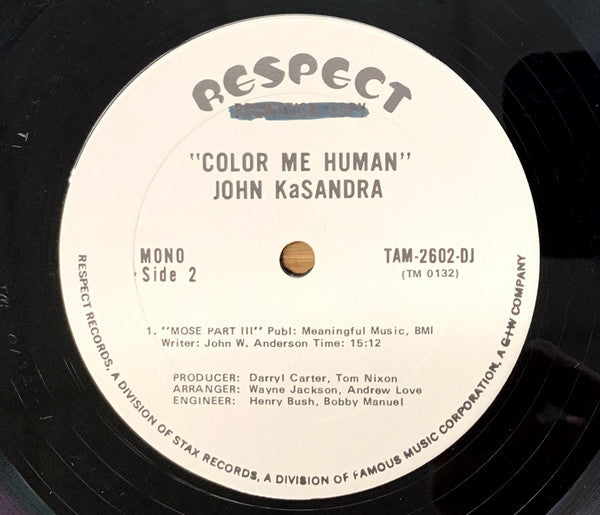 RESPECT
"COLOR ME HUMAN"
JOHN KaSANDRA
MONO
Side 2
TAM-2602-DJ
(TM 0132)
1. "MOSE PART III" Publ: Meaningful Music, BMI
Writer: John W. Anderson Time: 15:12
PRODUCER: Darryl Carter, Tom Nixon
ARRANGER: Wayne Jackson, Andrew Love
ENGINEER: Henry Bush, Bobby Manuel
RESPECT RECORDS, A DIVISION OF STAX RECORDS, A DIVISION OF FAMOUS MUSIC CORPORATION, A G+W COMPANY